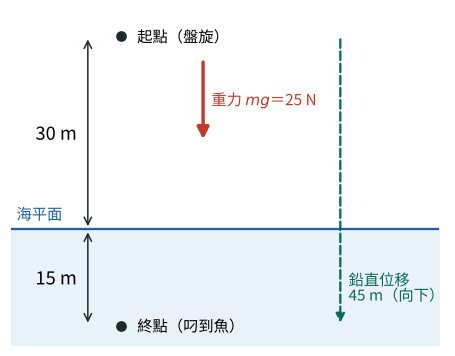 起點（盤旋）
重力 mg＝25 N
30 m
海平面
15 m
鉛直位移
45 m（向下）
終點（叼到魚）